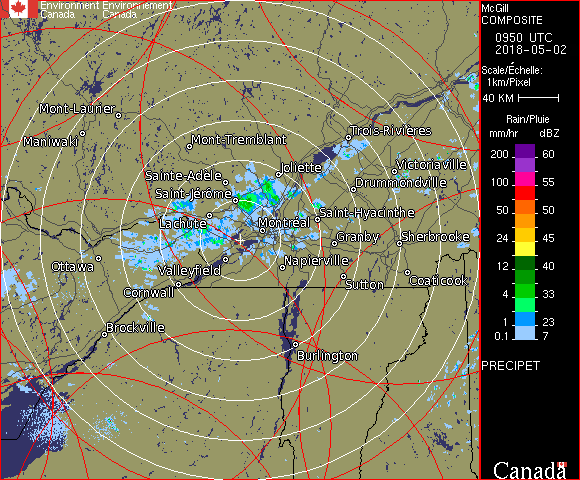 Environment Environnement
Canada Canada
McGill
COMPOSITE
0950 UTC
2018-05-02
Scale/Échelle:
1km/Pixel
40 KM
Rain/Pluie
mm/hr dBZ
200 60
100 55
50 50
24 45
12 40
4 33
1 23
0.1 7
PRECIPET
Canada
Mont-Laurier
Maniwaki
Mont-Tremblant
Trois-Rivières
Sainte-Adèle
Joliette
Victoriaville
Saint-Jérôme
Drummondville
Lachute
Montréal
Saint-Hyacinthe
Granby
Sherbrooke
Ottawa
Valleyfield
Napierville
Cornwall
Sutton
Coaticook
Brockville
Burlington